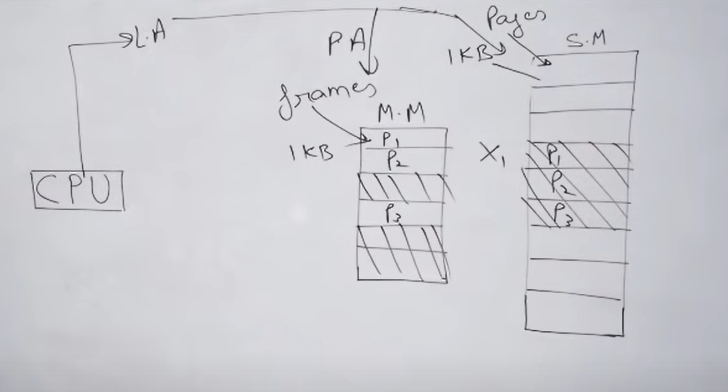 L.A
PA
Pages
1KB
S.M
frames
M.M
1KB
P1
P2
P3
X1
P1
P2
P3
CPU